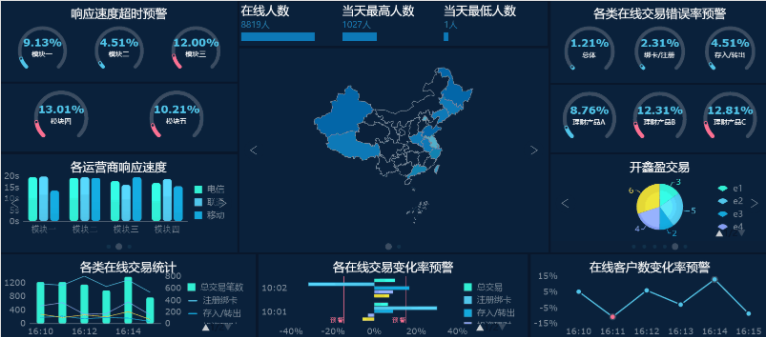 响应速度超时预警
9.13%
模块一
4.51%
模块二
12.00%
模块三
13.01%
模块四
10.21%
模块五
在线人数
8819人
当天最高人数
1027人
当天最低人数
1人
各类在线交易错误率预警
1.21%
总体
2.31%
绑卡/注册
4.51%
存入/转出
8.76%
理财产品A
12.31%
理财产品B
12.81%
理财产品C
各运营商响应速度
20s
15s
0s
模块一
模块二
模块三
模块四
电信
联通
移动
开鑫盈交易
6
3
5
4
2
e1
e2
e3
e4
各类在线交易统计
1200
800
400
0
800
600
400
200
0
16:10
16:12
16:14
总交易笔数
注册绑卡
存入/转出
各在线交易变化率预警
10:02
10:01
预警
预警
-40%
-20%
0%
20%
40%
总交易
注册绑卡
存入/转出
在线客户数变化率预警
15%
5%
-5%
-15%
16:10
16:11
16:12
16:13
16:14
16:15